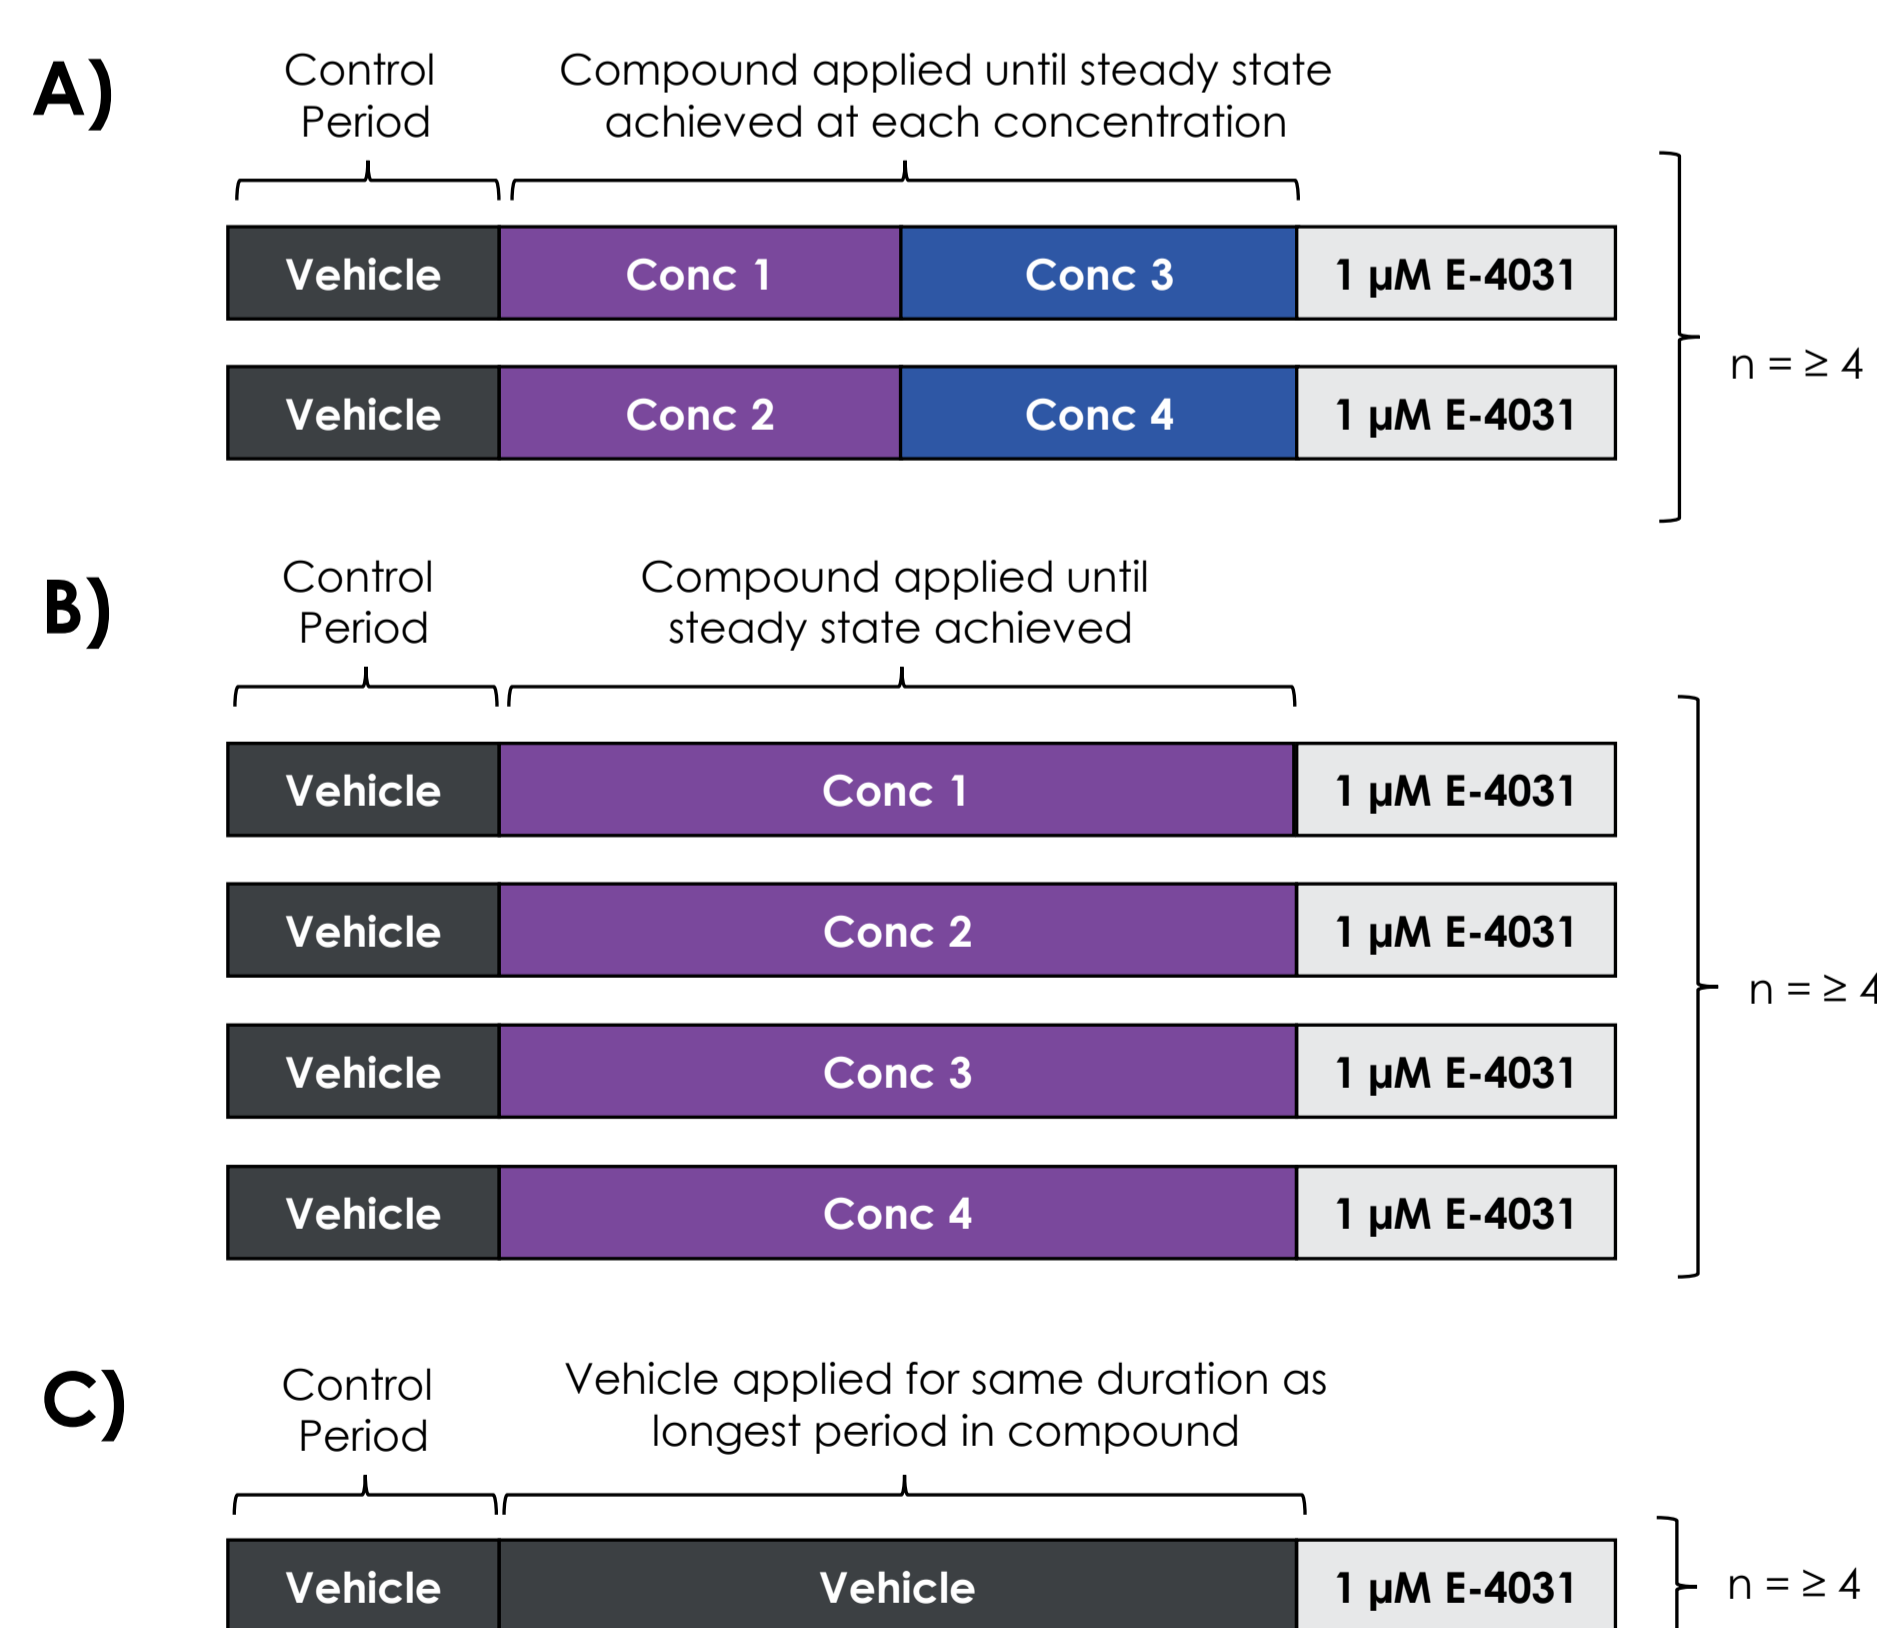 A)
Control
Period
Compound applied until steady state
achieved at each concentration
Vehicle Conc 1 Conc 3 1 µM E-4031
Vehicle Conc 2 Conc 4 1 µM E-4031
n = ≥ 4
B)
Control
Period
Compound applied until
steady state achieved
Vehicle Conc 1 1 µM E-4031
Vehicle Conc 2 1 µM E-4031
Vehicle Conc 3 1 µM E-4031
Vehicle Conc 4 1 µM E-4031
n = ≥ 4
C)
Control
Period
Vehicle applied for same duration as
longest period in compound
Vehicle Vehicle 1 µM E-4031
n = ≥ 4